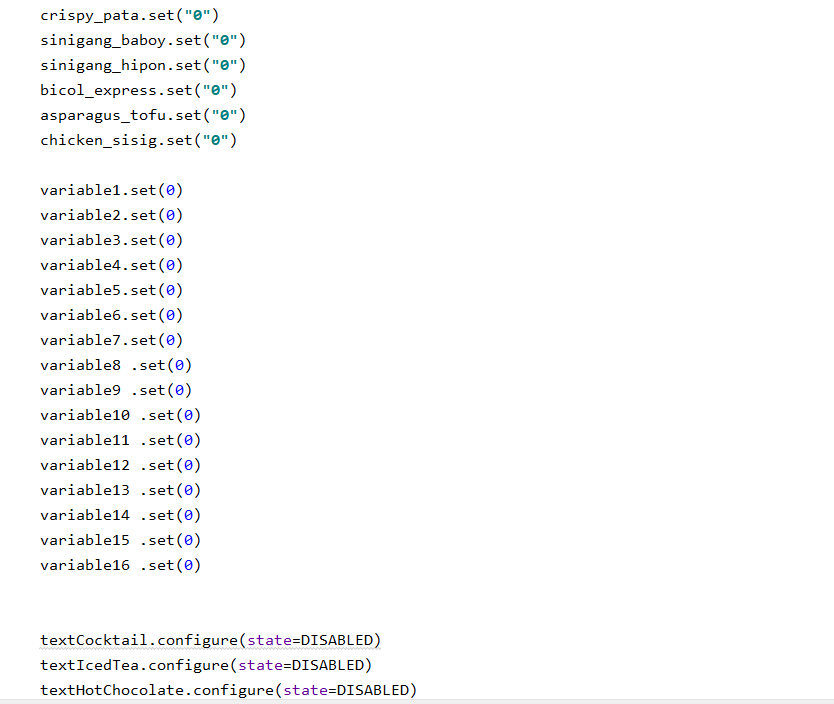 crispy_pata.set("0")
sinigang_baboy.set("0")
sinigang_hipon.set("0")
bicol_express.set("0")
asparagus_tofu.set("0")
chicken_sisig.set("0")
variable1.set(0)
variable2.set(0)
variable3.set(0)
variable4.set(0)
variable5.set(0)
variable6.set(0)
variable7.set(0)
variable8 .set(0)
variable9 .set(0)
variable10 .set(0)
variable11 .set(0)
variable12 .set(0)
variable13 .set(0)
variable14 .set(0)
variable15 .set(0)
variable16 .set(0)
textCocktail.configure(state=DISABLED)
textIcedTea.configure(state=DISABLED)
textHotChocolate.configure(state=DISABLED)